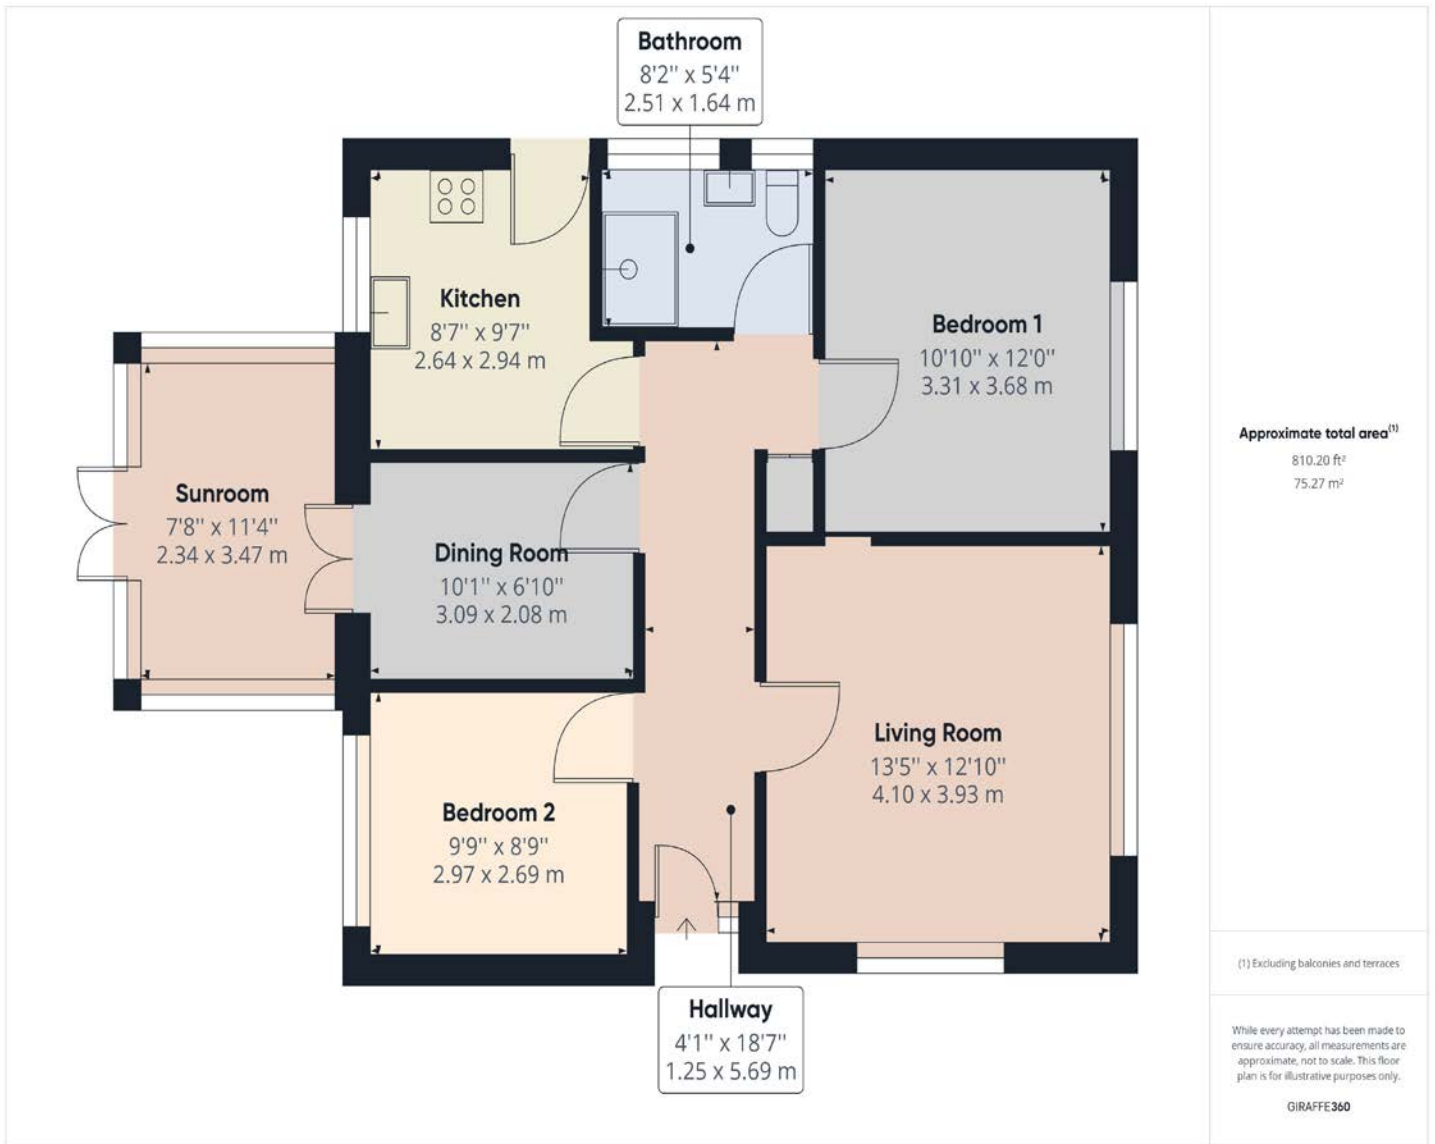 Bathroom
8'2" x 5'4"
2.51 x 1.64 m
Kitchen
8'7'' x 9'7''
2.64 x 2.94 m
Bedroom 1
10'10'' x 12'0''
3.31 x 3.68 m
Sunroom
7'8'' x 11'4''
2.34 x 3.47 m
Dining Room
10'1'' x 6'10''
3.09 x 2.08 m
Living Room
13'5'' x 12'10''
4.10 x 3.93 m
Bedroom 2
9'9'' x 8'9''
2.97 x 2.69 m
Hallway
4'1'' x 18'7''
1.25 x 5.69 m
Approximate total area(1)
810.20 ft²
75.27 m²
(1) Excluding balconies and terraces
While every attempt has been made to
ensure accuracy, all measurements are
approximate, not to scale. This floor
plan is for illustrative purposes only.
GIRAFFE360